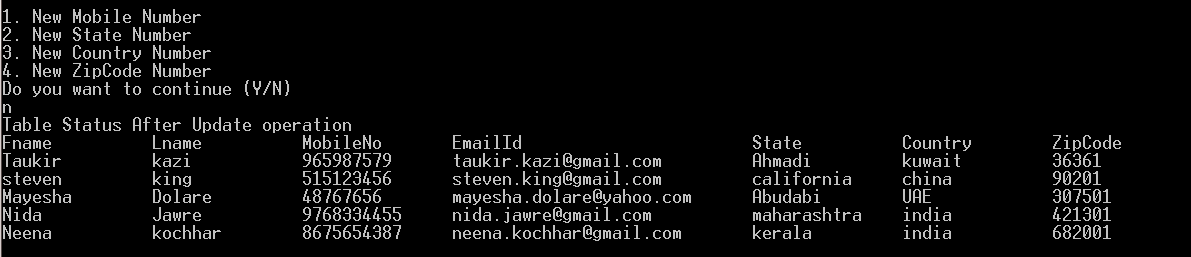 1. New Mobile Number
2. New State Number
3. New Country Number
4. New ZipCode Number
Do you want to continue (Y/N)
n
Table Status After Update operation
Fname Lname MobileNo EmailId State Country ZipCode
Taukir kazi 965987579 taukir.kazi@gmail.com Ahmadi kuwait 36361
steven king 515123456 steven.king@gmail.com california china 90201
Mayesha Dolare 48767656 mayesha.dolare@yahoo.com Abudabi UAE 307501
Nida Jawre 9768334455 nida.jawre@gmail.com maharashtra india 421301
Neena kochhar 8675654387 neena.kochhar@gmail.com kerala india 682001